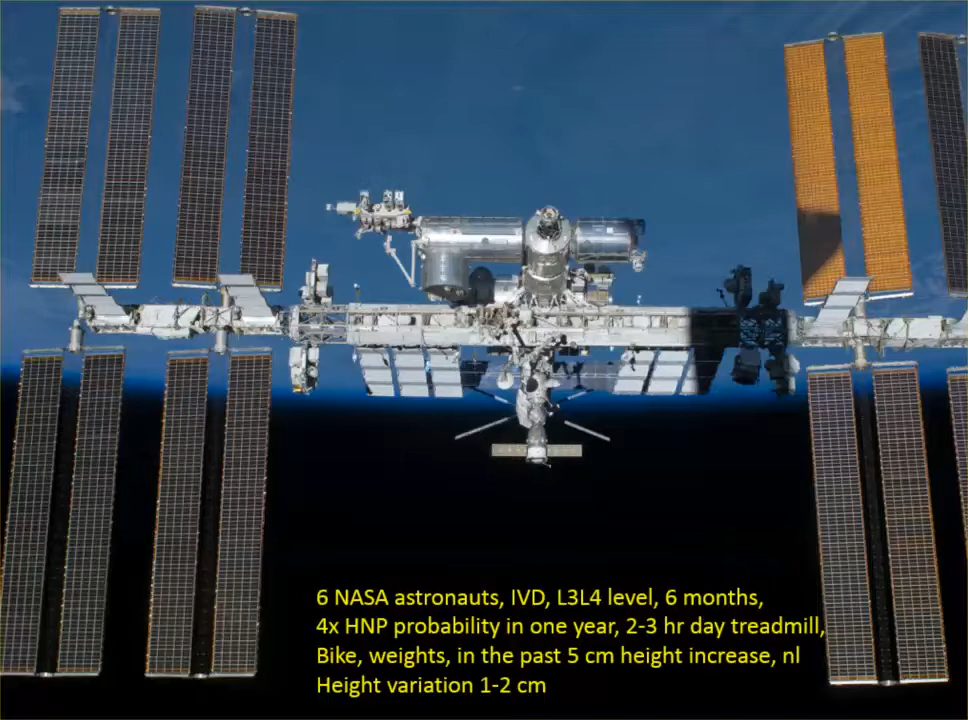 6 NASA astronauts, IVD, L3L4 level, 6 months,
4x HNP probability in one year, 2-3 hr day treadmill,
Bike, weights, in the past 5 cm height increase, nl
Height variation 1-2 cm